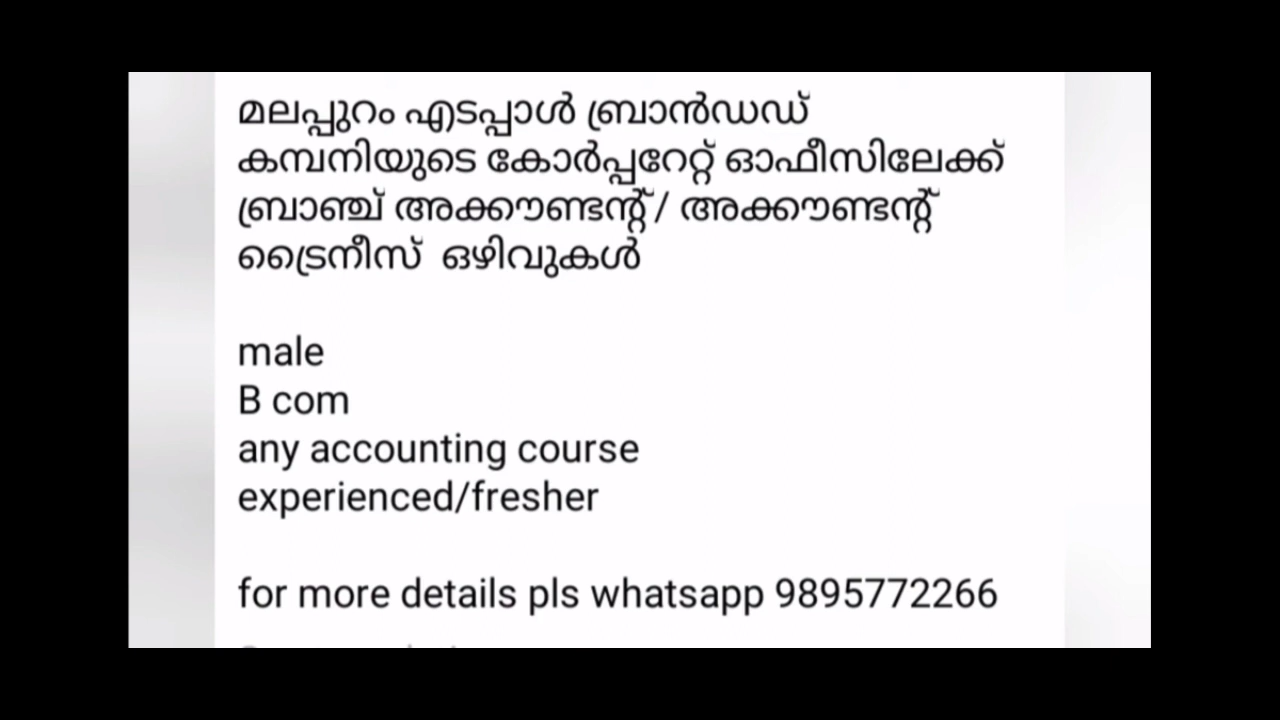 മലപ്പുറം എടപ്പാൾ ബ്രാൻഡഡ്
കമ്പനിയുടെ കോർപ്പറേറ്റ് ഓഫീസിലേക്ക്
ബ്രാഞ്ച് അക്കൗണ്ടന്റ്/ അക്കൗണ്ടന്റ്
ട്രൈനീസ്  ഒഴിവുകൾ
male
B com
any accounting course
experienced/fresher
for more details pls whatsapp 9895772266